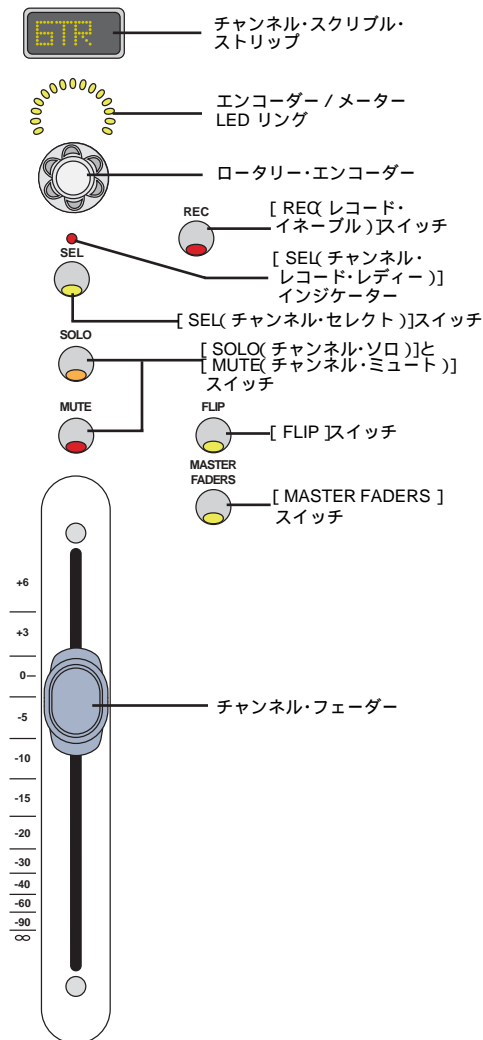 GTR
チャンネル・スクリブル・
ストリップ
エンコーダー / メーター
LED リング
ロータリー・エンコーダー
REC
[ REC( レコード・
イネーブル )]スイッチ
SEL
[ SEL( チャンネル・
レコード・レディー )]
インジケーター
[ SEL( チャンネル・セレクト )]スイッチ
SOLO
[ SOLO( チャンネル・ソロ )]と
[ MUTE( チャンネル・ミュート )]
スイッチ
MUTE
FLIP
[ FLIP ]スイッチ
MASTER
FADERS
[ MASTER FADERS ]
スイッチ
+6
+3
0
-5
チャンネル・フェーダー
-10
-15
-20
-30
-40
-60
-90
∞